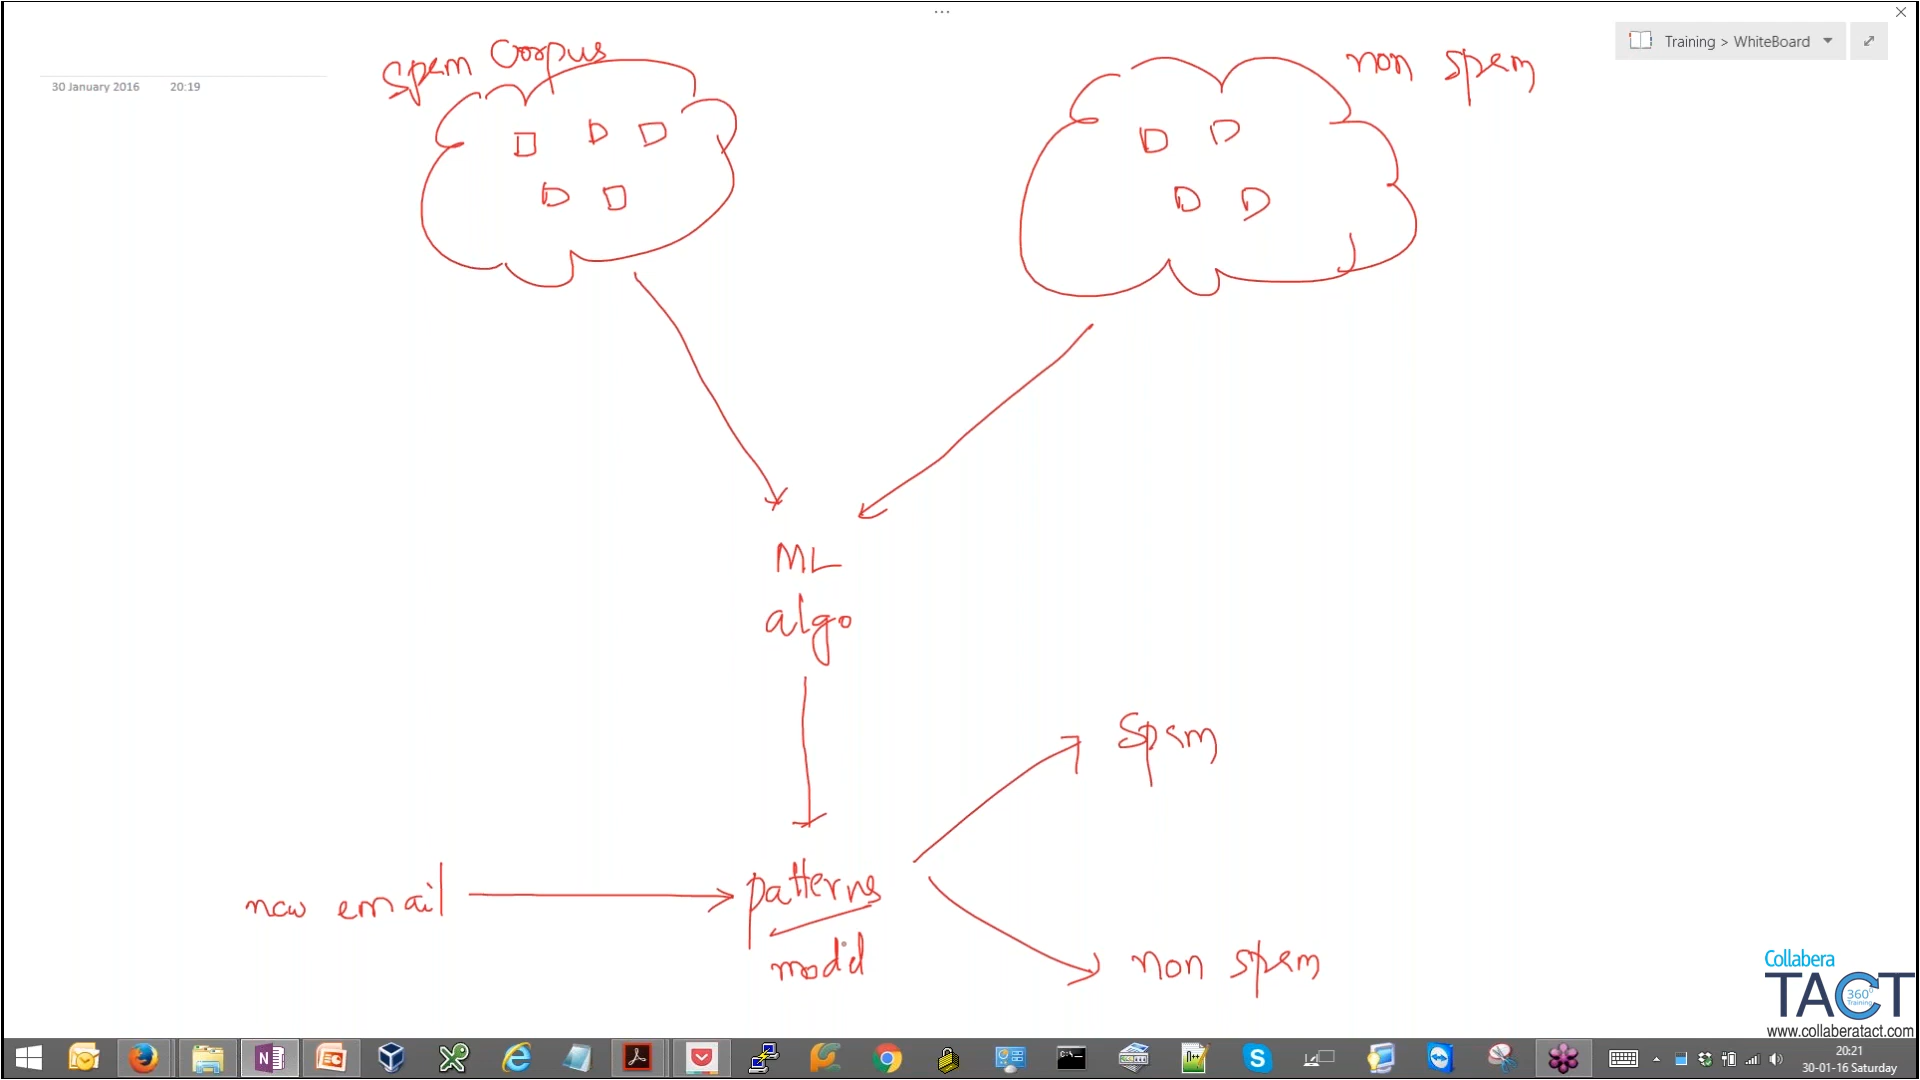 ...
Training > WhiteBoard
30 January 2016 20:19
spam Corpus
non spam
ML
algo
spam
new email
patterns
model
non spam
Collabera
TACT
360°
Training
www.collaberatact.com
20:21
30-01-16 Saturday